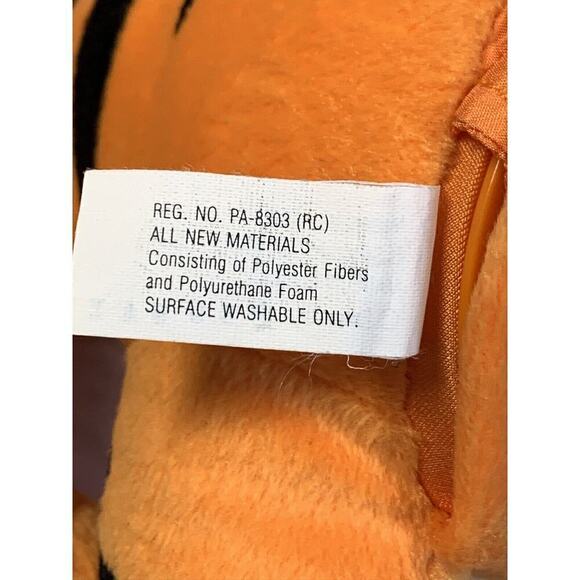 REG. NO. PA-8303 (RC)
ALL NEW MATERIALS
Consisting of Polyester Fibers
and Polyurethane Foam
SURFACE WASHABLE ONLY.